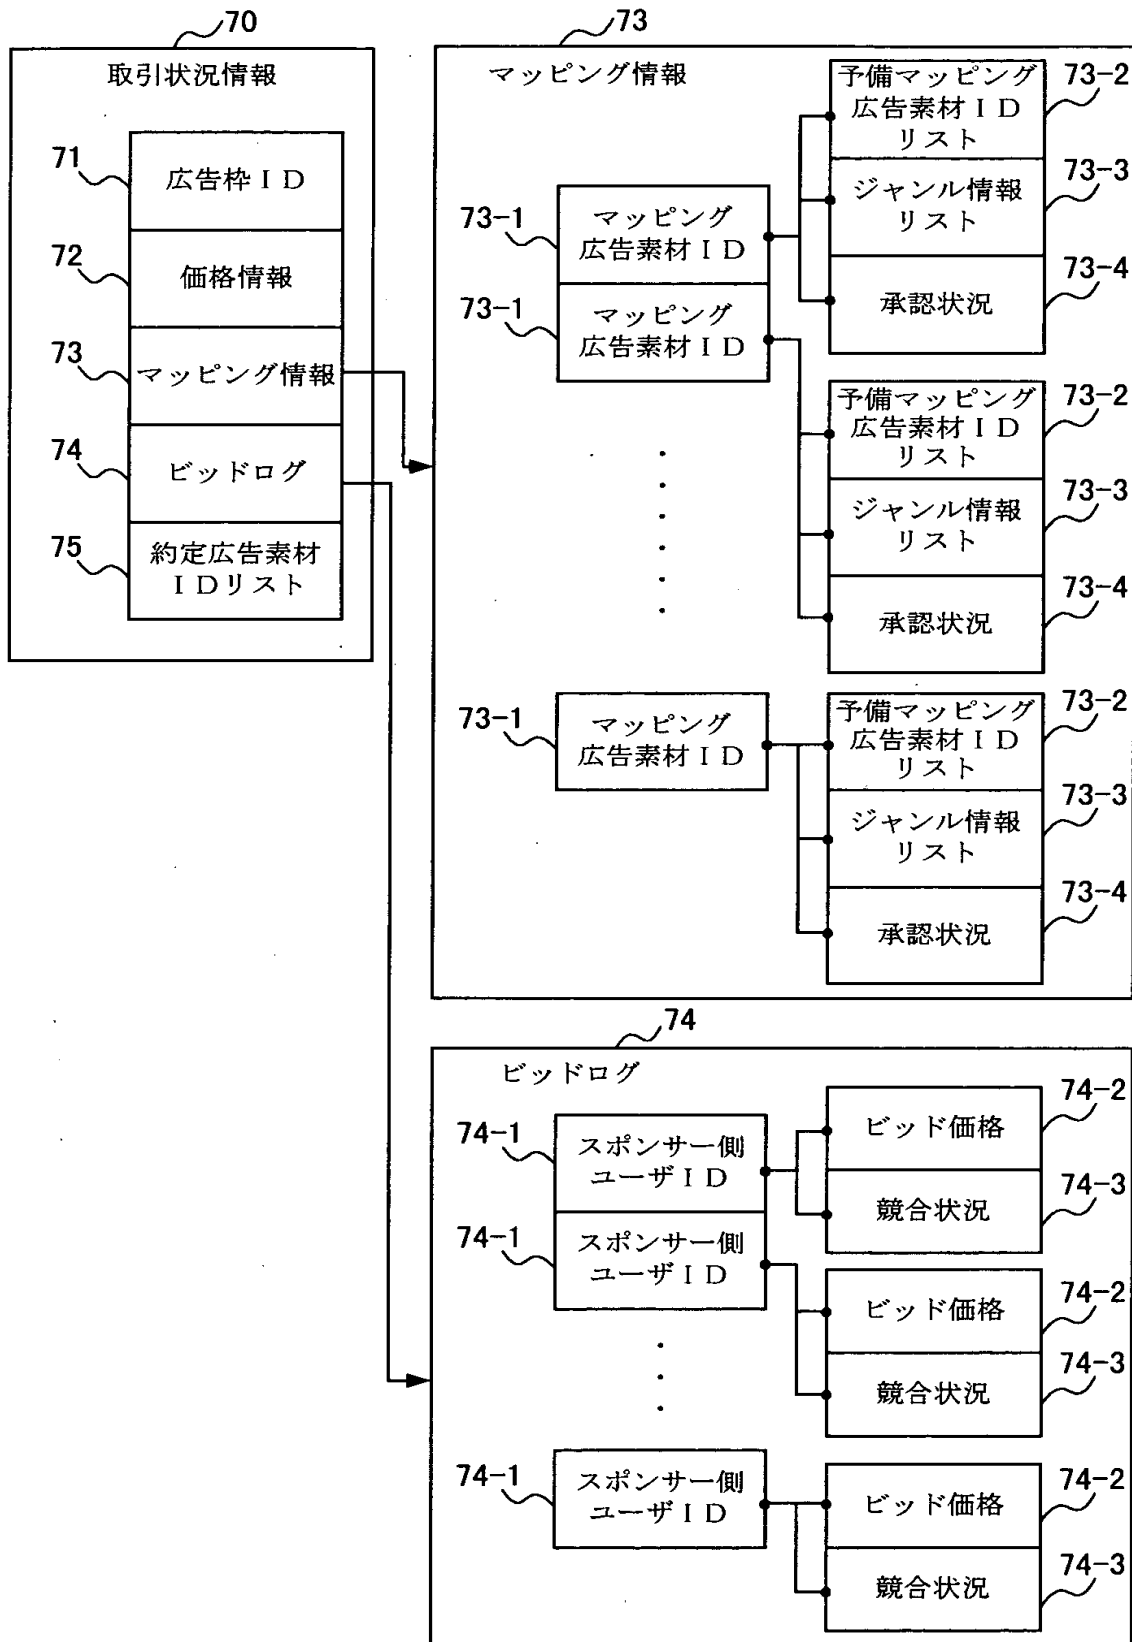 70
取引状況情報
71
広告枠ＩＤ
72
価格情報
73
マッピング情報
74
ビッドログ
75
約定広告素材
ＩＤリスト
73
マッピング情報
73-1
マッピング
広告素材ＩＤ
73-1
マッピング
広告素材ＩＤ
予備マッピング
広告素材ＩＤ
リスト
73-2
ジャンル情報
リスト
73-3
承認状況
73-4
予備マッピング
広告素材ＩＤ
リスト
73-2
ジャンル情報
リスト
73-3
承認状況
73-4
73-1
マッピング
広告素材ＩＤ
予備マッピング
広告素材ＩＤ
リスト
73-2
ジャンル情報
リスト
73-3
承認状況
73-4
74
ビッドログ
74-1
スポンサー側
ユーザＩＤ
74-1
スポンサー側
ユーザＩＤ
ビッド価格
74-2
競合状況
74-3
ビッド価格
74-2
競合状況
74-3
74-1
スポンサー側
ユーザＩＤ
ビッド価格
74-2
競合状況
74-3